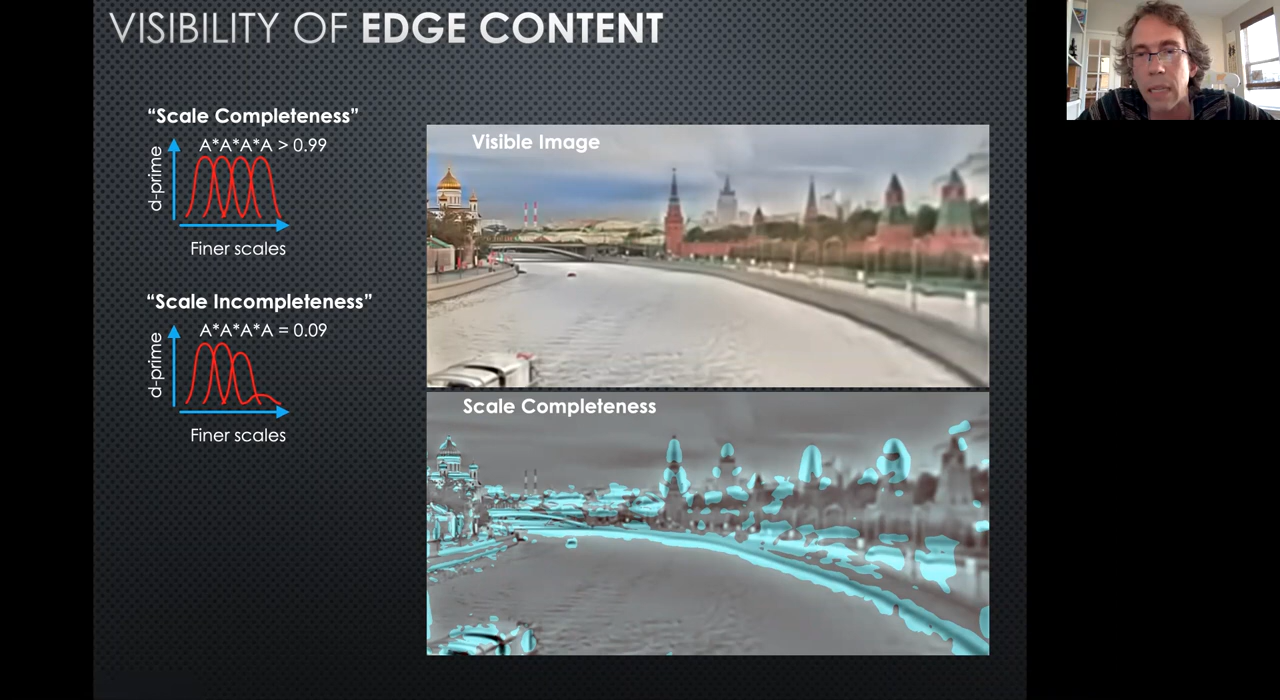 VISIBILITY OF EDGE CONTENT
“Scale Completeness”
A*A*A*A > 0.99
d-prime
Finer scales
“Scale Incompleteness”
A*A*A*A = 0.09
d-prime
Finer scales
Visible Image
Scale Completeness